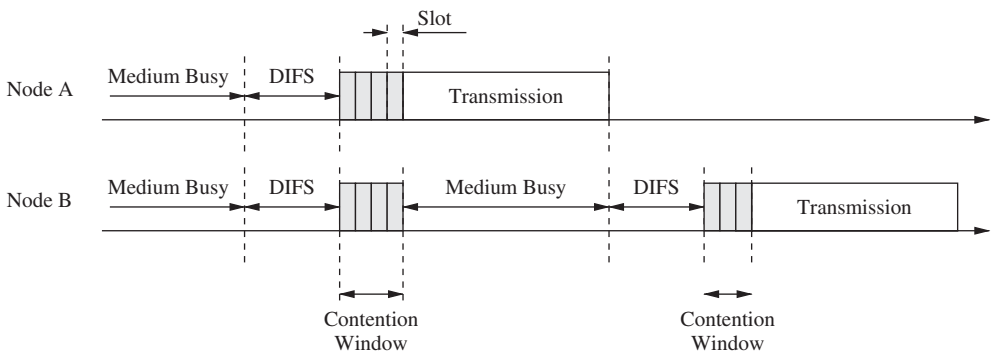 Slot
Node A
Medium Busy
DIFS
Transmission
Node B
Medium Busy
DIFS
Medium Busy
DIFS
Transmission
Contention
Window
Contention
Window